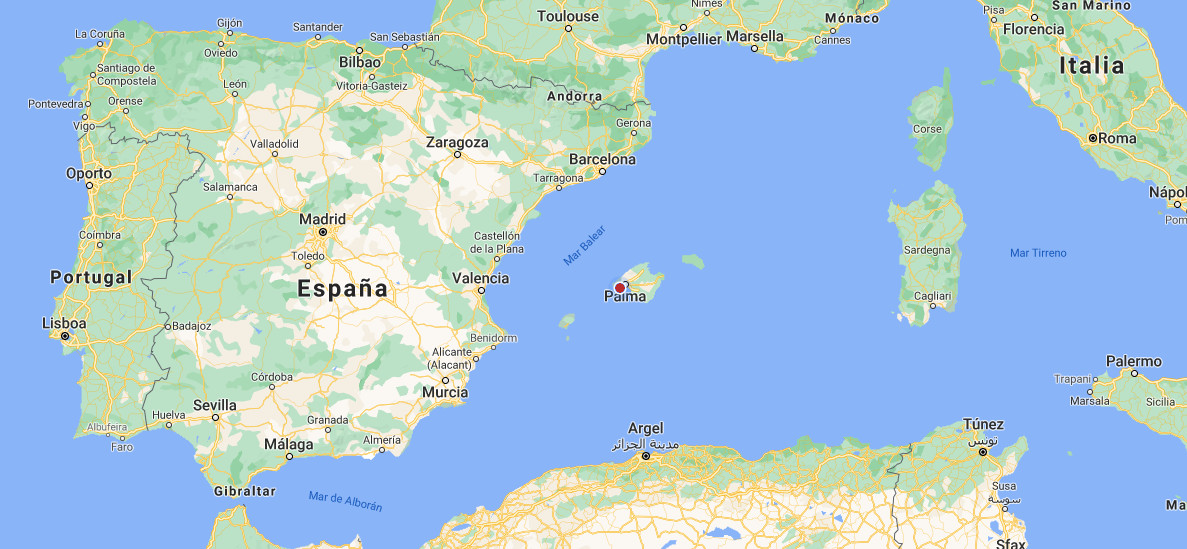 Toulouse
Nimes
Montpellier
Marsella
Mónaco
Cannes
Pisa
San Marino
Florencia
Italia
La Coruña
Gijón
Oviedo
Santander
San Sebastián
Bilbao
Vitoria-Gasteiz
Santiago de
Compostela
León
Pontevedra
Orense
Vigo
Andorra
Gerona
Corse
Roma
Valladolid
Zaragoza
Barcelona
Tarragona
Oporto
Salamanca
Nápol
Pom
Madrid
Coimbra
Toledo
Castellón
de la Plana
Mar Balear
Sardegna
Mar Tirreno
Portugal
España
Valencia
Palma
Cagliari
Lisboa
Badajoz
Benidorm
Alicante
(Alacant)
Palermo
Trapani
Marsala
Sicilia
Córdoba
Murcia
Sevilla
Huelva
Granada
Albufeira
Faro
Málaga
Almería
Argel
مدينة الجزائر
Túnez
تونس
Gibraltar
Mar de Alborán
Susa
سوسة
Ma
Sfax